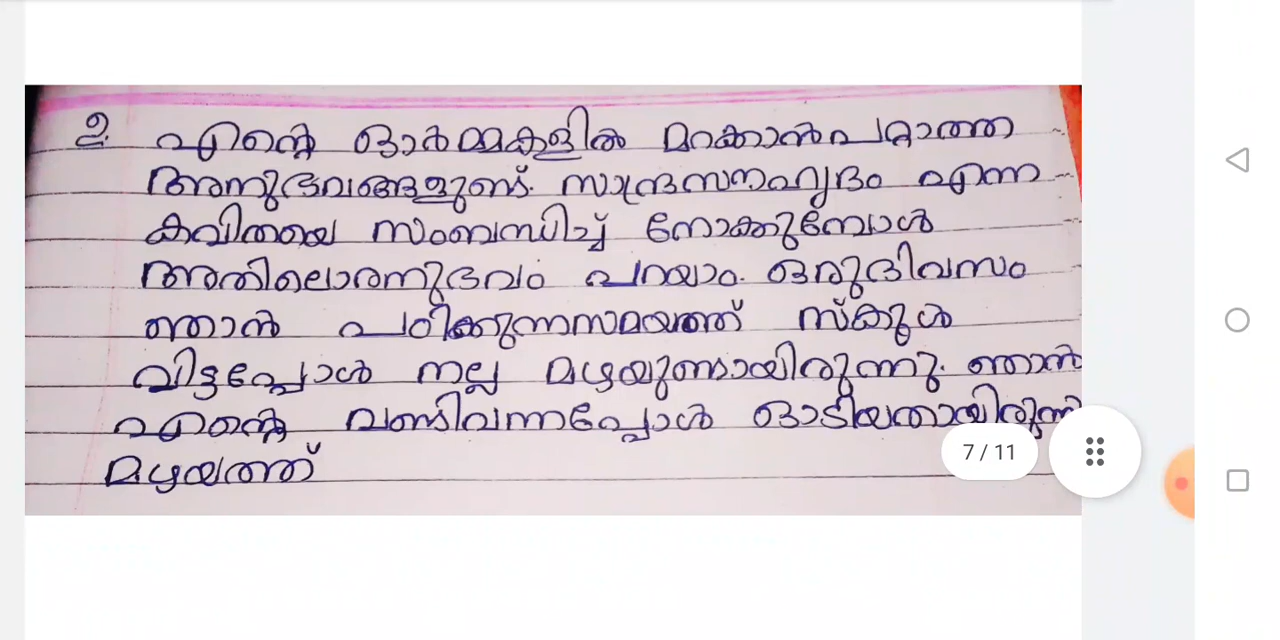 2. എന്റെ ഓർമ്മകളിൽ മറക്കാൻപറ്റാത്ത
അനുഭവങ്ങളുണ്ട്. സാന്ദ്രസൗഹൃദം എന്ന
കവിതയെ സംബന്ധിച്ച് നോക്കുമ്പോൾ
അതിലൊരനുഭവം പറയാം. ഒരുദിവസം
ഞാൻ പഠിക്കുന്നസമയത്ത് സ്കൂൾ
വിട്ടപ്പോൾ നല്ല മഴയുണ്ടായിരുന്നു. ഞാൻ
എന്റെ വണ്ടിവന്നപ്പോൾ ഓടിയതായിരുന്നു
മഴയത്ത്
7 / 11